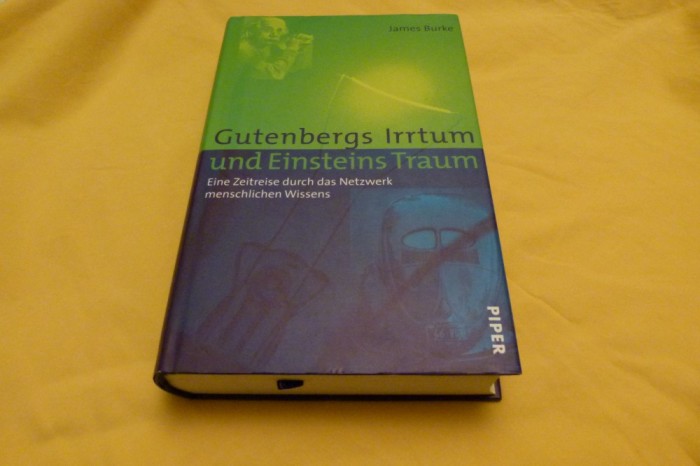 James Burke
Gutenbergs Irrtum
und Einsteins Traum
Eine Zeitreise durch das Netzwerk
menschlichen Wissens
PIPER